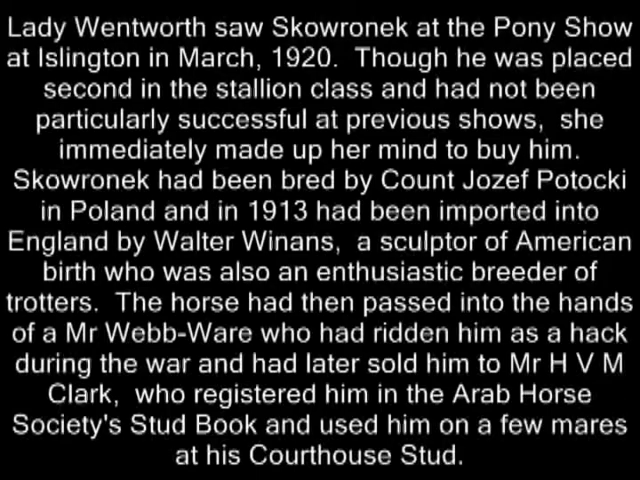 Lady Wentworth saw Skowronek at the Pony Show
at Islington in March, 1920.  Though he was placed
second in the stallion class and had not been
particularly successful at previous shows,  she
immediately made up her mind to buy him.
Skowronek had been bred by Count Jozef Potocki
in Poland and in 1913 had been imported into
England by Walter Winans,  a sculptor of American
birth who was also an enthusiastic breeder of
trotters.  The horse had then passed into the hands
of a Mr Webb-Ware who had ridden him as a hack
during the war and had later sold him to Mr H V M
Clark,  who registered him in the Arab Horse
Society's Stud Book and used him on a few mares
at his Courthouse Stud.